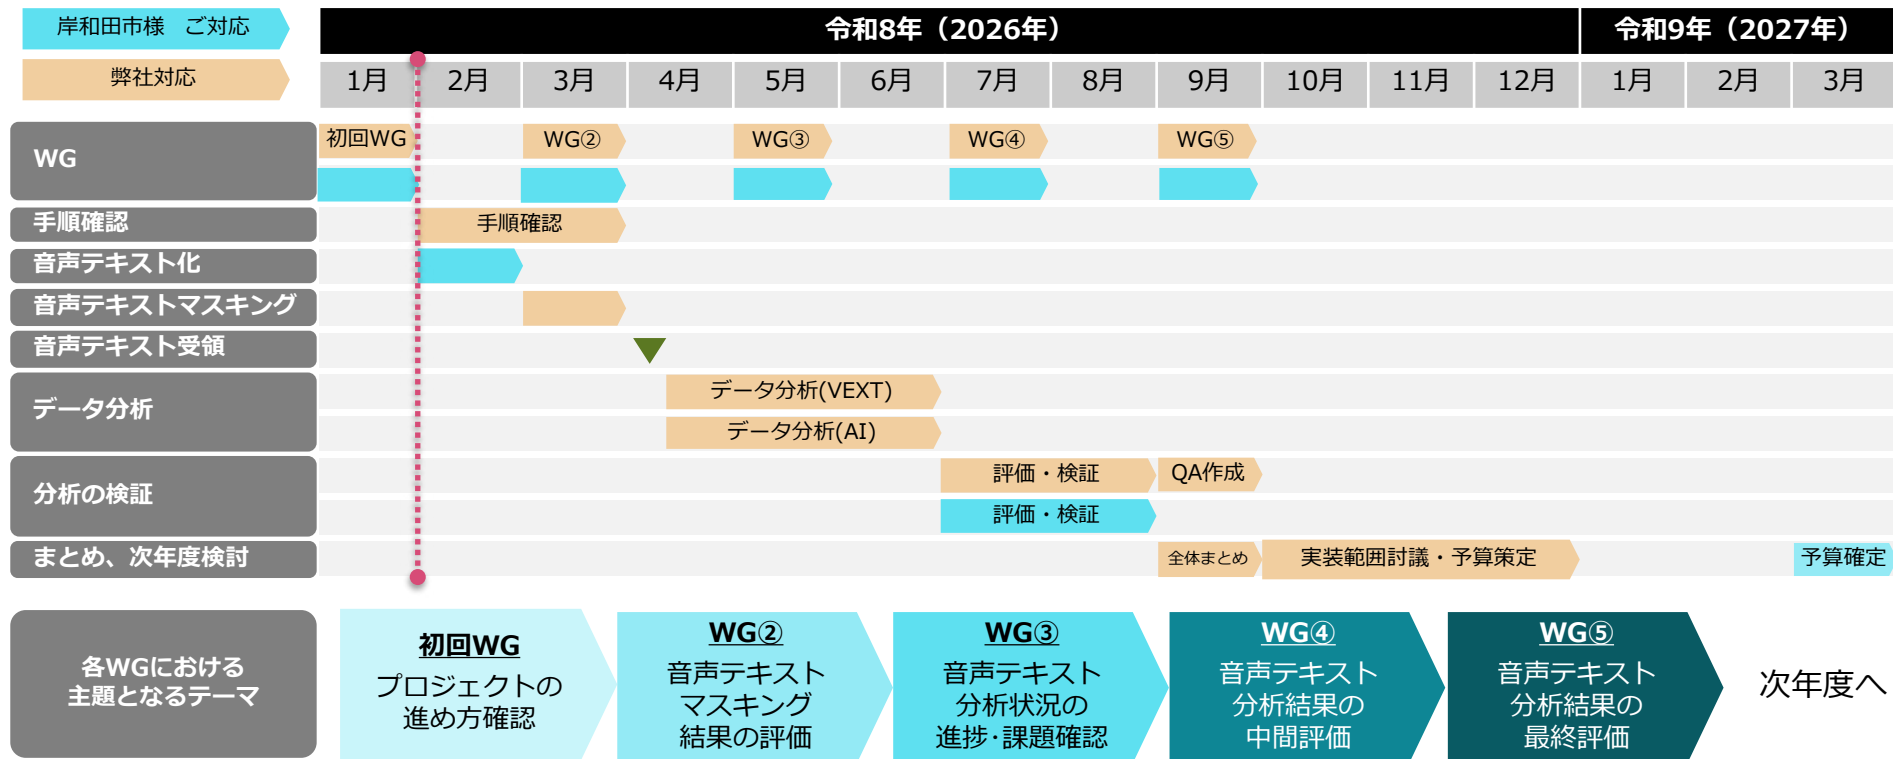 岸和田市様　ご対応
弊社対応
令和8年（2026年）
令和9年（2027年）
1月
2月
3月
4月
5月
6月
7月
8月
9月
10月
11月
12月
1月
2月
3月
WG
初回WG
WG②
WG③
WG④
WG⑤
手順確認
手順確認
音声テキスト化
音声テキストマスキング
音声テキスト受領
データ分析
データ分析(VEXT)
データ分析(AI)
分析の検証
評価・検証
QA作成
評価・検証
まとめ、次年度検討
全体まとめ
実装範囲討議・予算策定
予算確定
各WGにおける
主題となるテーマ
初回WG
プロジェクトの
進め方確認
WG②
音声テキスト
マスキング
結果の評価
WG③
音声テキスト
分析状況の
進捗･課題確認
WG④
音声テキスト
分析結果の
中間評価
WG⑤
音声テキスト
分析結果の
最終評価
次年度へ